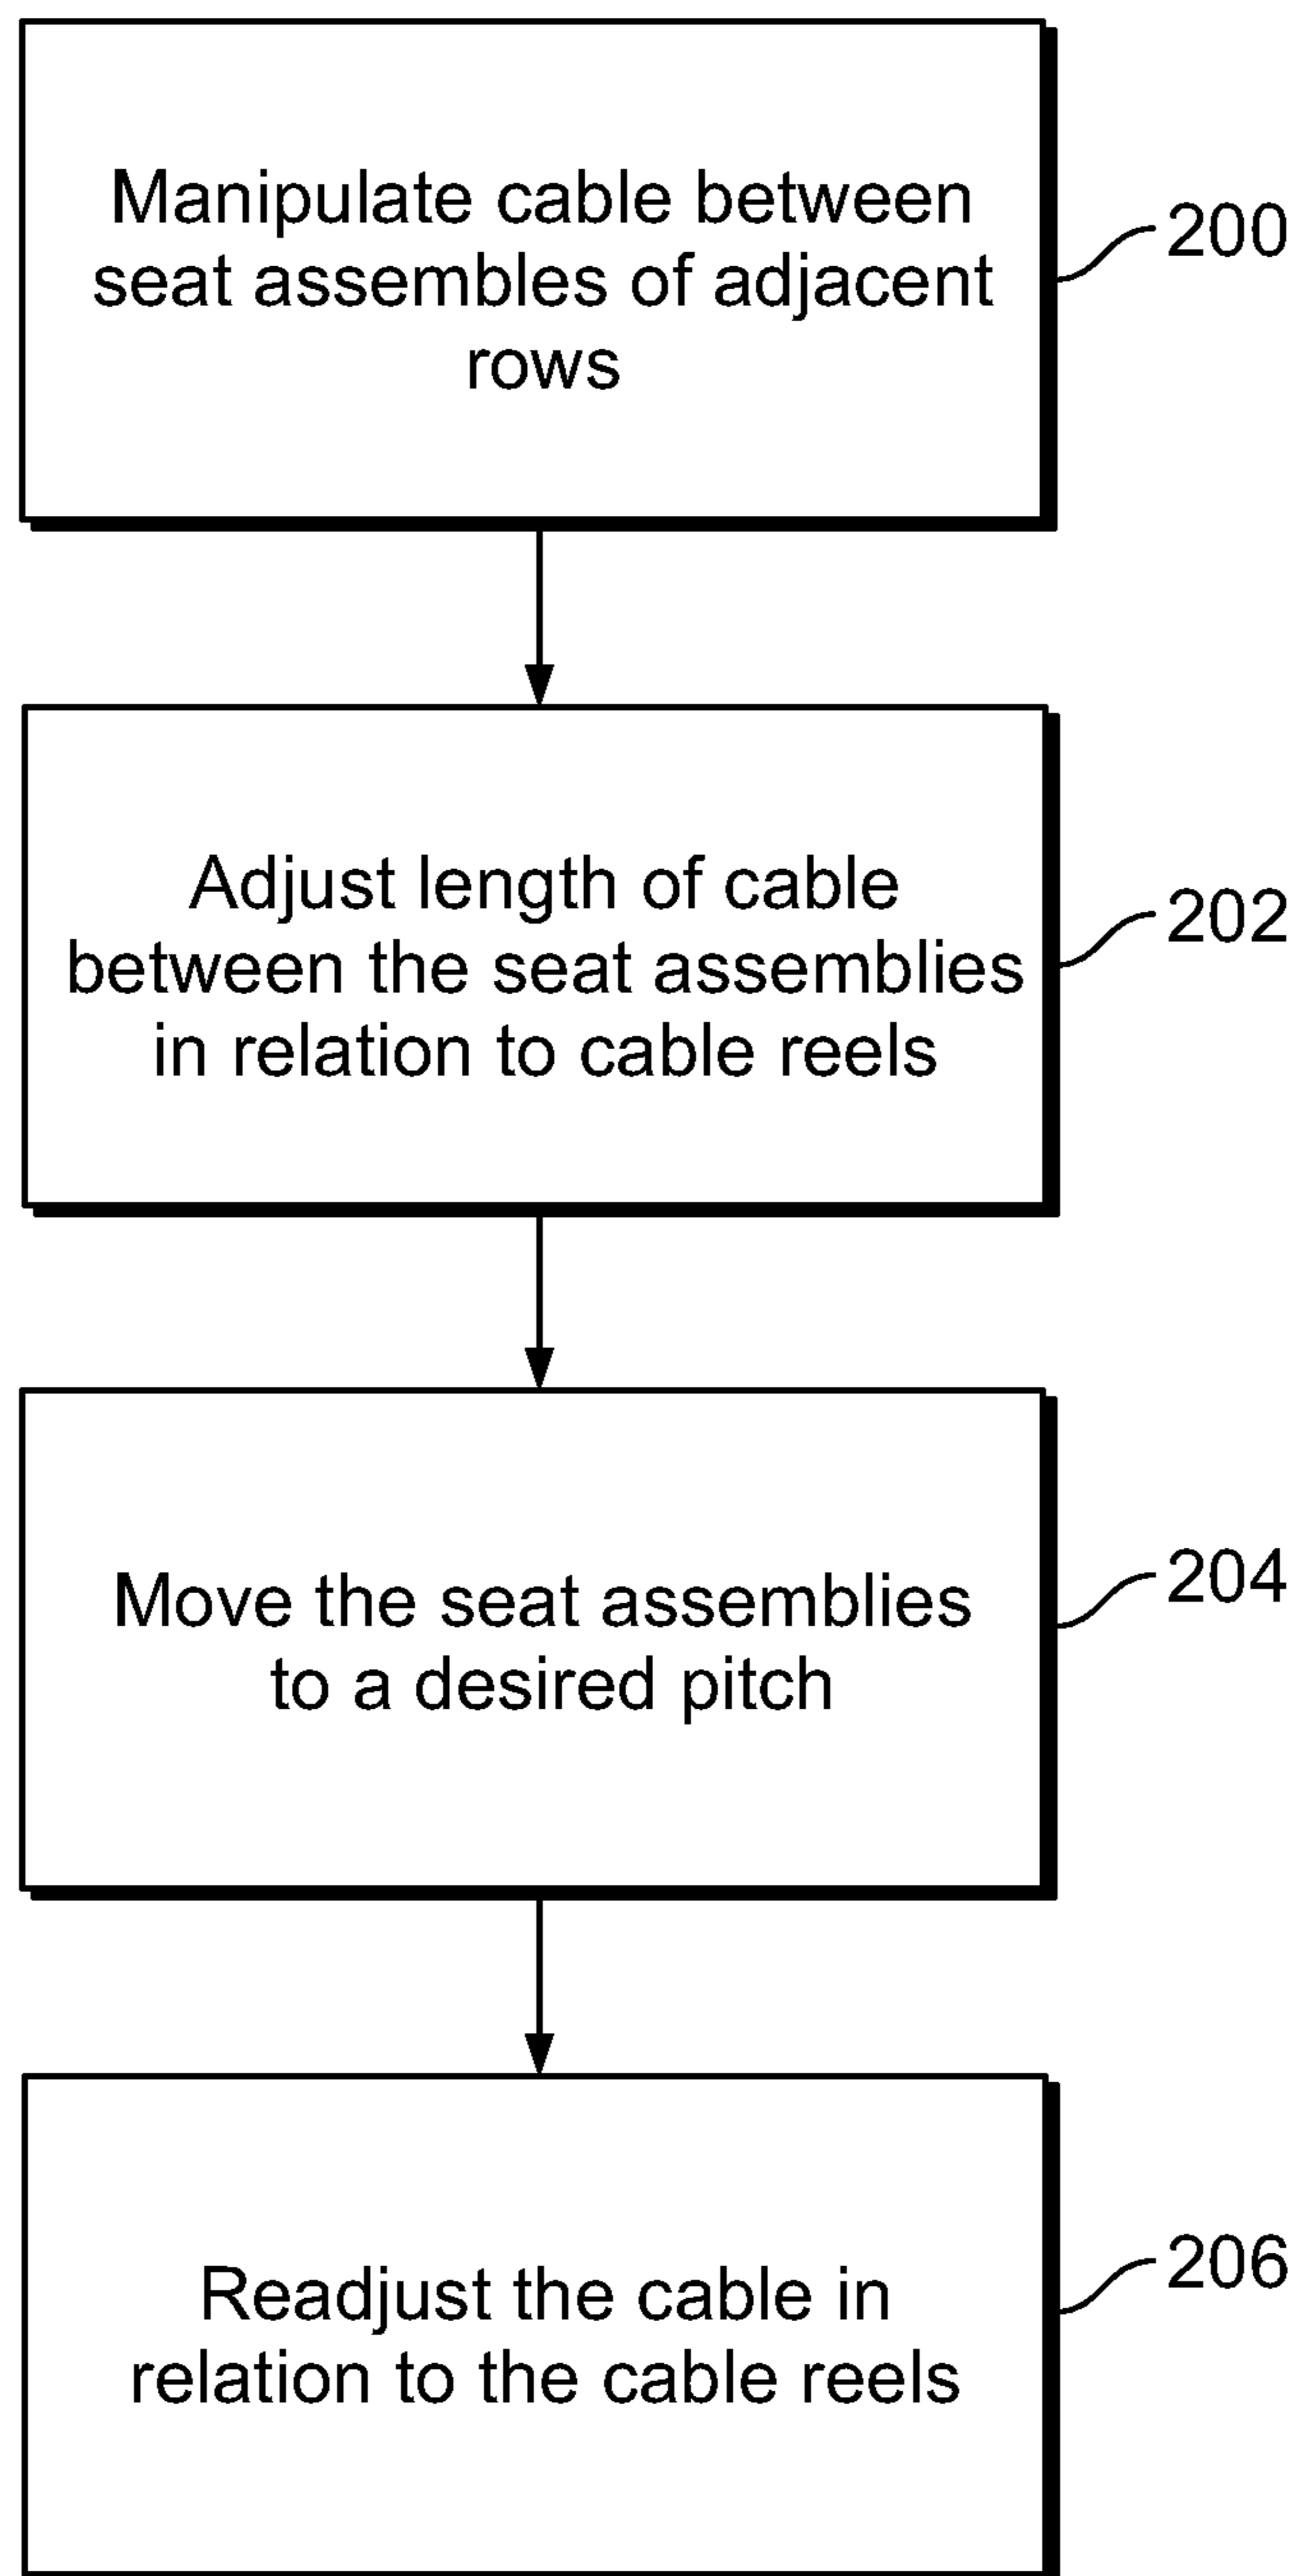 Manipulate cable between
seat assembles of adjacent
rows
200
Adjust length of cable
between the seat assemblies
in relation to cable reels
202
Move the seat assemblies
to a desired pitch
204
Readjust the cable in
relation to the cable reels
206